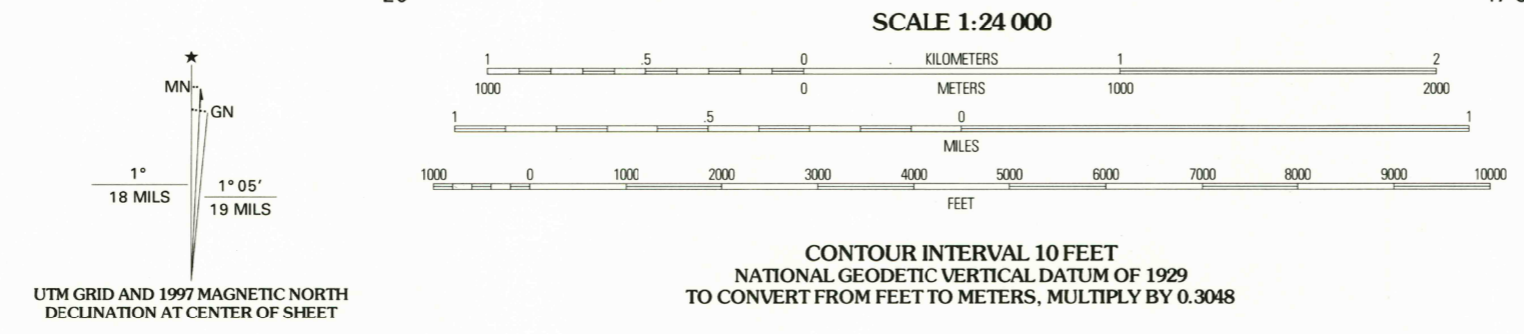 SCALE 1:24 000
1 .5 0 KILOMETERS 1 2
1000 0 METERS 1000 2000
1 .5 0 1
MILES
1000 0 1000 2000 3000 4000 5000 6000 7000 8000 9000 10000
FEET
CONTOUR INTERVAL 10 FEET
NATIONAL GEODETIC VERTICAL DATUM OF 1929
TO CONVERT FROM FEET TO METERS, MULTIPLY BY 0.3048
★
MN
GN
1°
18 MILS
1° 05′
19 MILS
UTM GRID AND 1997 MAGNETIC NORTH
DECLINATION AT CENTER OF SHEET